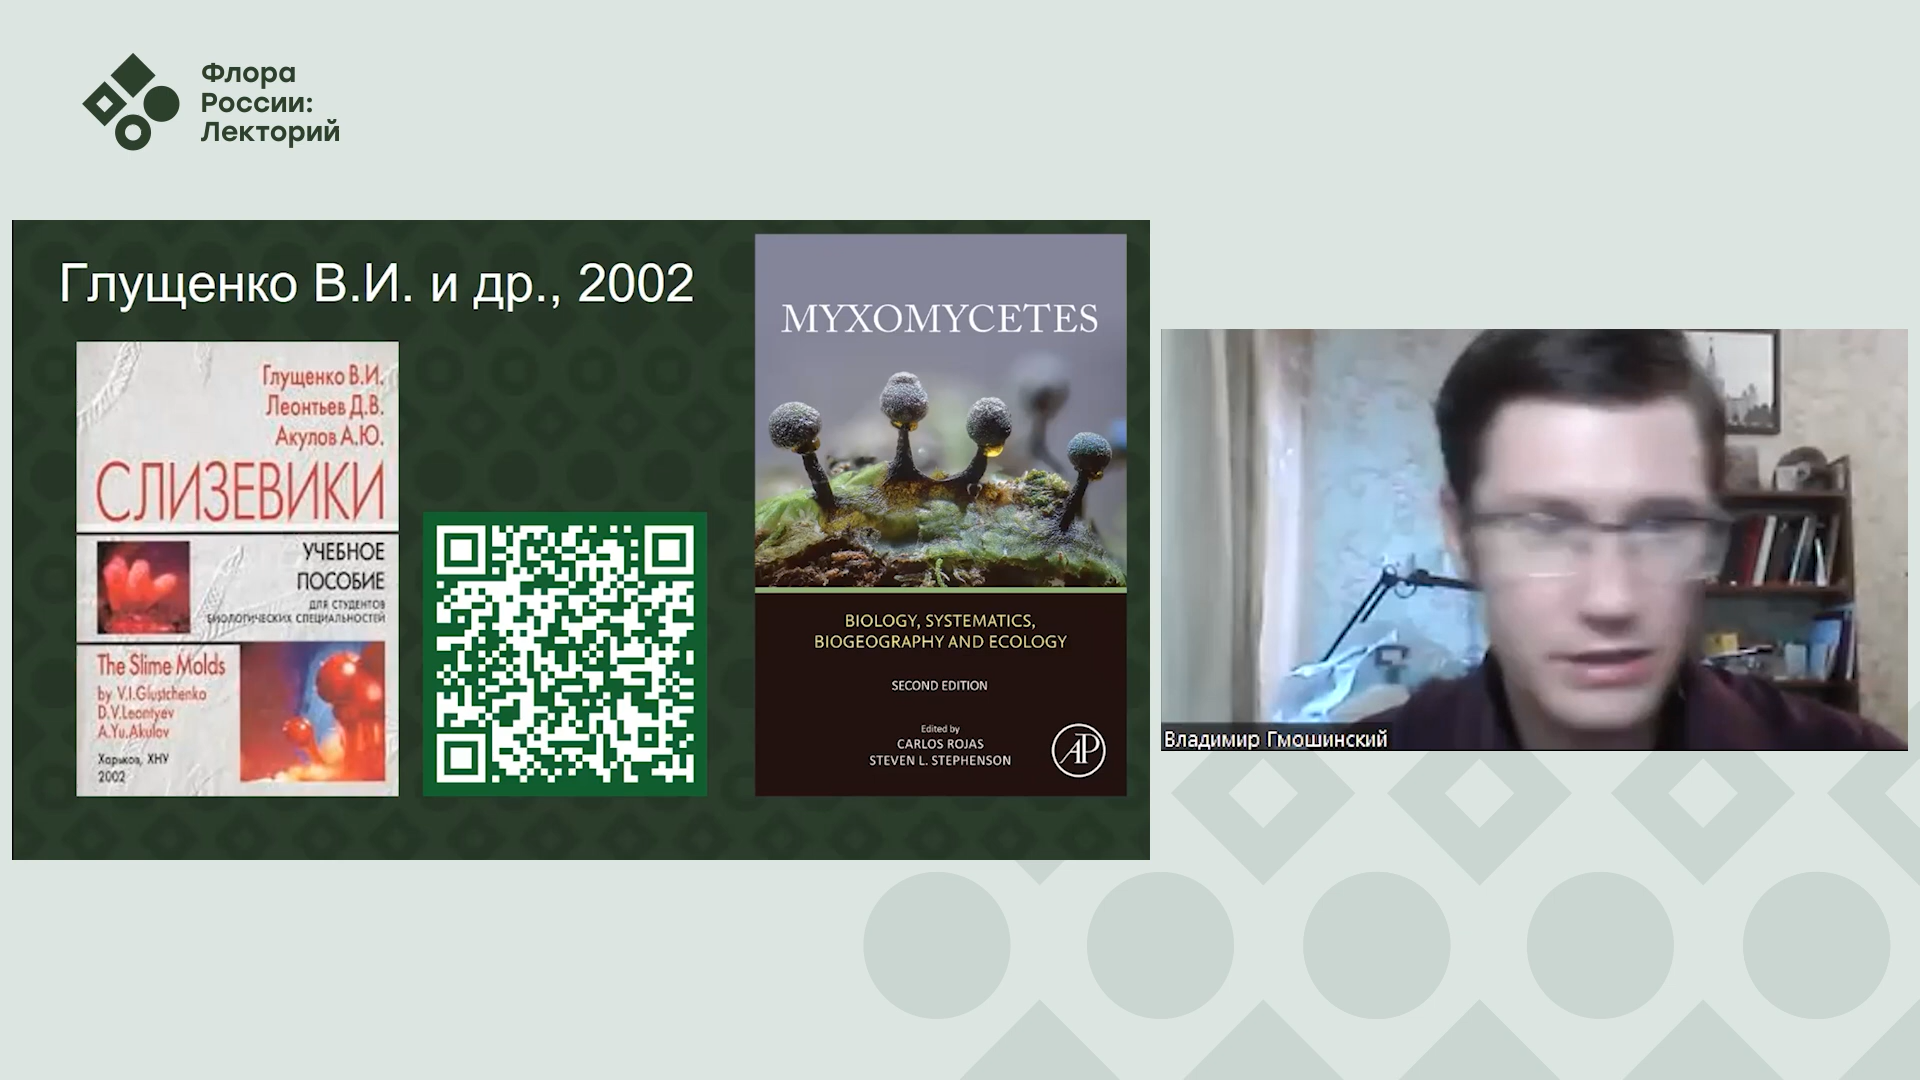 Флора
России:
Лекторий
Глущенко В.И. и др., 2002
Глущенко В.И.
Леонтьев Д.В.
Акулов А.Ю.
СЛИЗЕВИКИ
УЧЕБНОЕ
ПОСОБИЕ
ДЛЯ СТУДЕНТОВ
БИОЛОГИЧЕСКИХ СПЕЦИАЛЬНОСТЕЙ
The Slime Molds
by V.I.Glustchenko
D.V.Leontyev
A.Yu.Akulov
Харьков, ХНУ
2002
MYXOMYCETES
BIOLOGY, SYSTEMATICS,
BIOGEOGRAPHY AND ECOLOGY
SECOND EDITION
Edited by
CARLOS ROJAS
STEVEN L. STEPHENSON
AP
Владимир Гмошинский